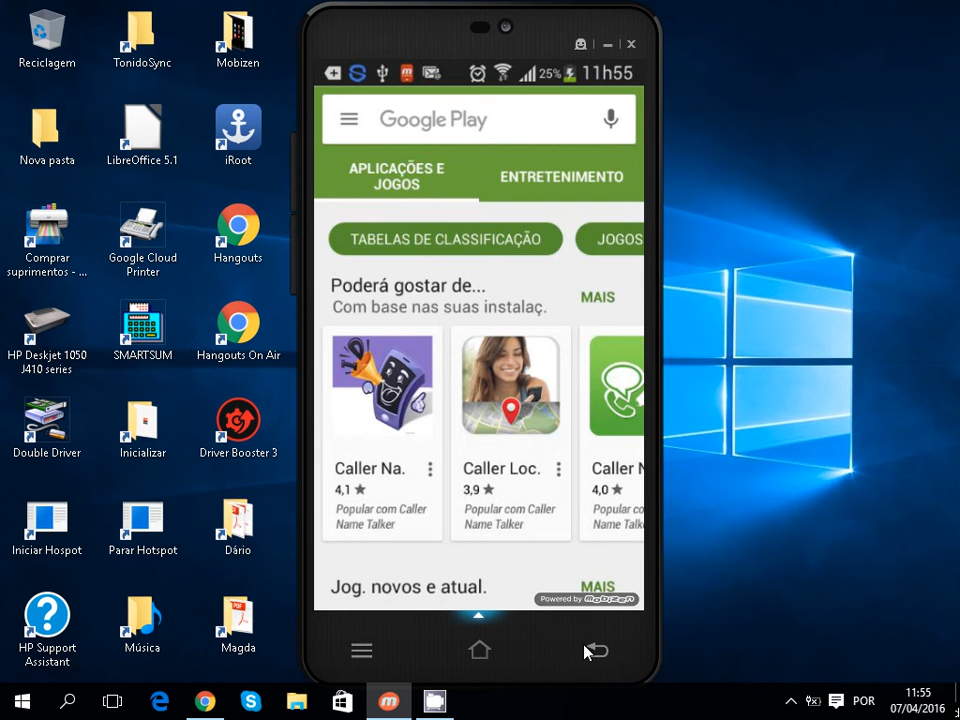 Reciclagem
TonidoSync
Mobizen
Nova pasta
LibreOffice 5.1
iRoot
Comprar
suprimentos - ...
Google Cloud
Printer
Hangouts
HP Deskjet 1050
J410 series
SMARTSUM
Hangouts On Air
Double Driver
Inicializar
Driver Booster 3
Iniciar Hospot
Parar Hotspot
Dário
HP Support
Assistant
Música
Magda
25%
11h55
Google Play
APLICAÇÕES E
JOGOS
ENTRETENIMENTO
TABELAS DE CLASSIFICAÇÃO
JOGOS
Poderá gostar de...
Com base nas suas instalaç.
MAIS
Caller Na.
4,1 ★
Popular com Caller
Name Talker
Caller Loc.
3,9 ★
Popular com Caller
Name Talker
Caller N
4,0 ★
Popular com
Name Talker
Jog. novos e atual.
MAIS
Powered by mobizen
POR
11:55
07/04/2016